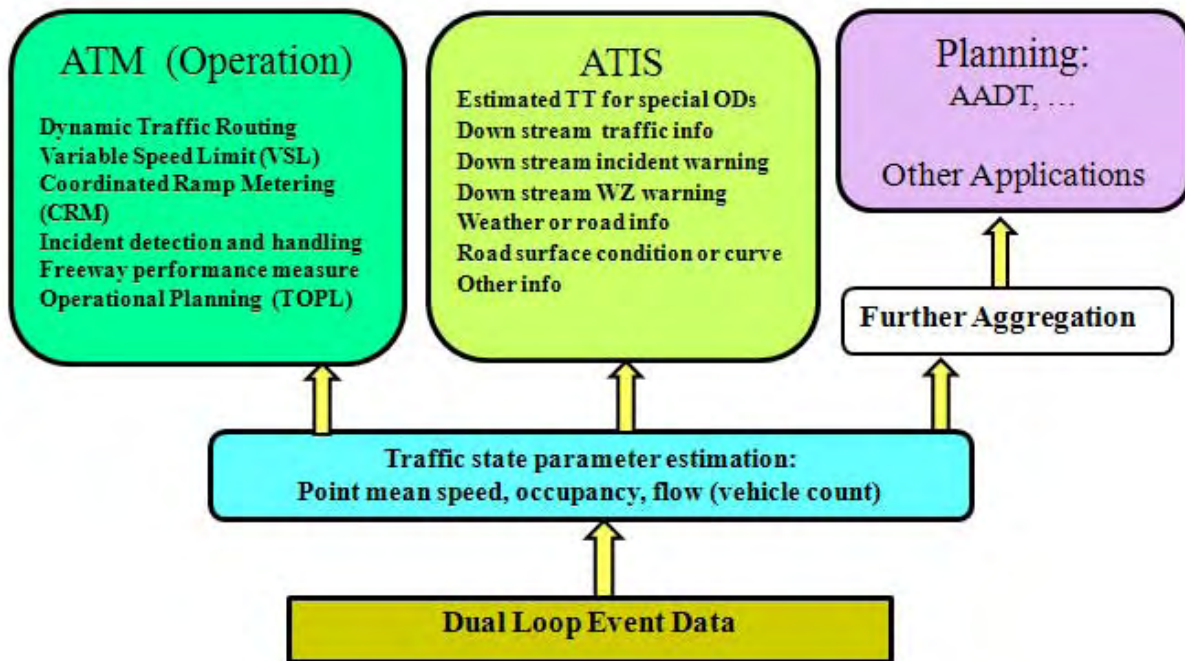 ATM (Operation)
Dynamic Traffic Routing
Variable Speed Limit (VSL)
Coordinated Ramp Metering
(CRM)
Incident detection and handling
Freeway performance measure
Operational Planning (TOPL)
ATIS
Estimated TT for special ODs
Down stream traffic info
Down stream incident warning
Down stream WZ warning
Weather or road info
Road surface condition or curve
Other info
Planning:
AADT, ...
Other Applications
Further Aggregation
Traffic state parameter estimation:
Point mean speed, occupancy, flow (vehicle count)
Dual Loop Event Data